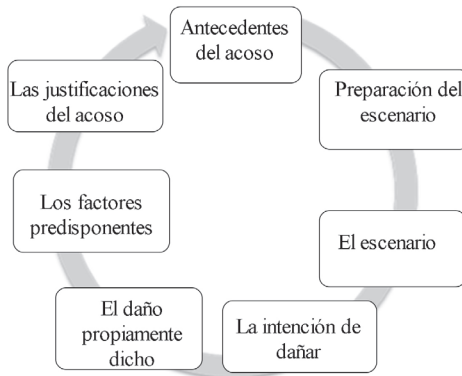 Antecedentes
del acoso
Preparación del
escenario
El escenario
La intención de
dañar
El daño
propiamente
dicho
Los factores
predisponentes
Las justificaciones
del acoso